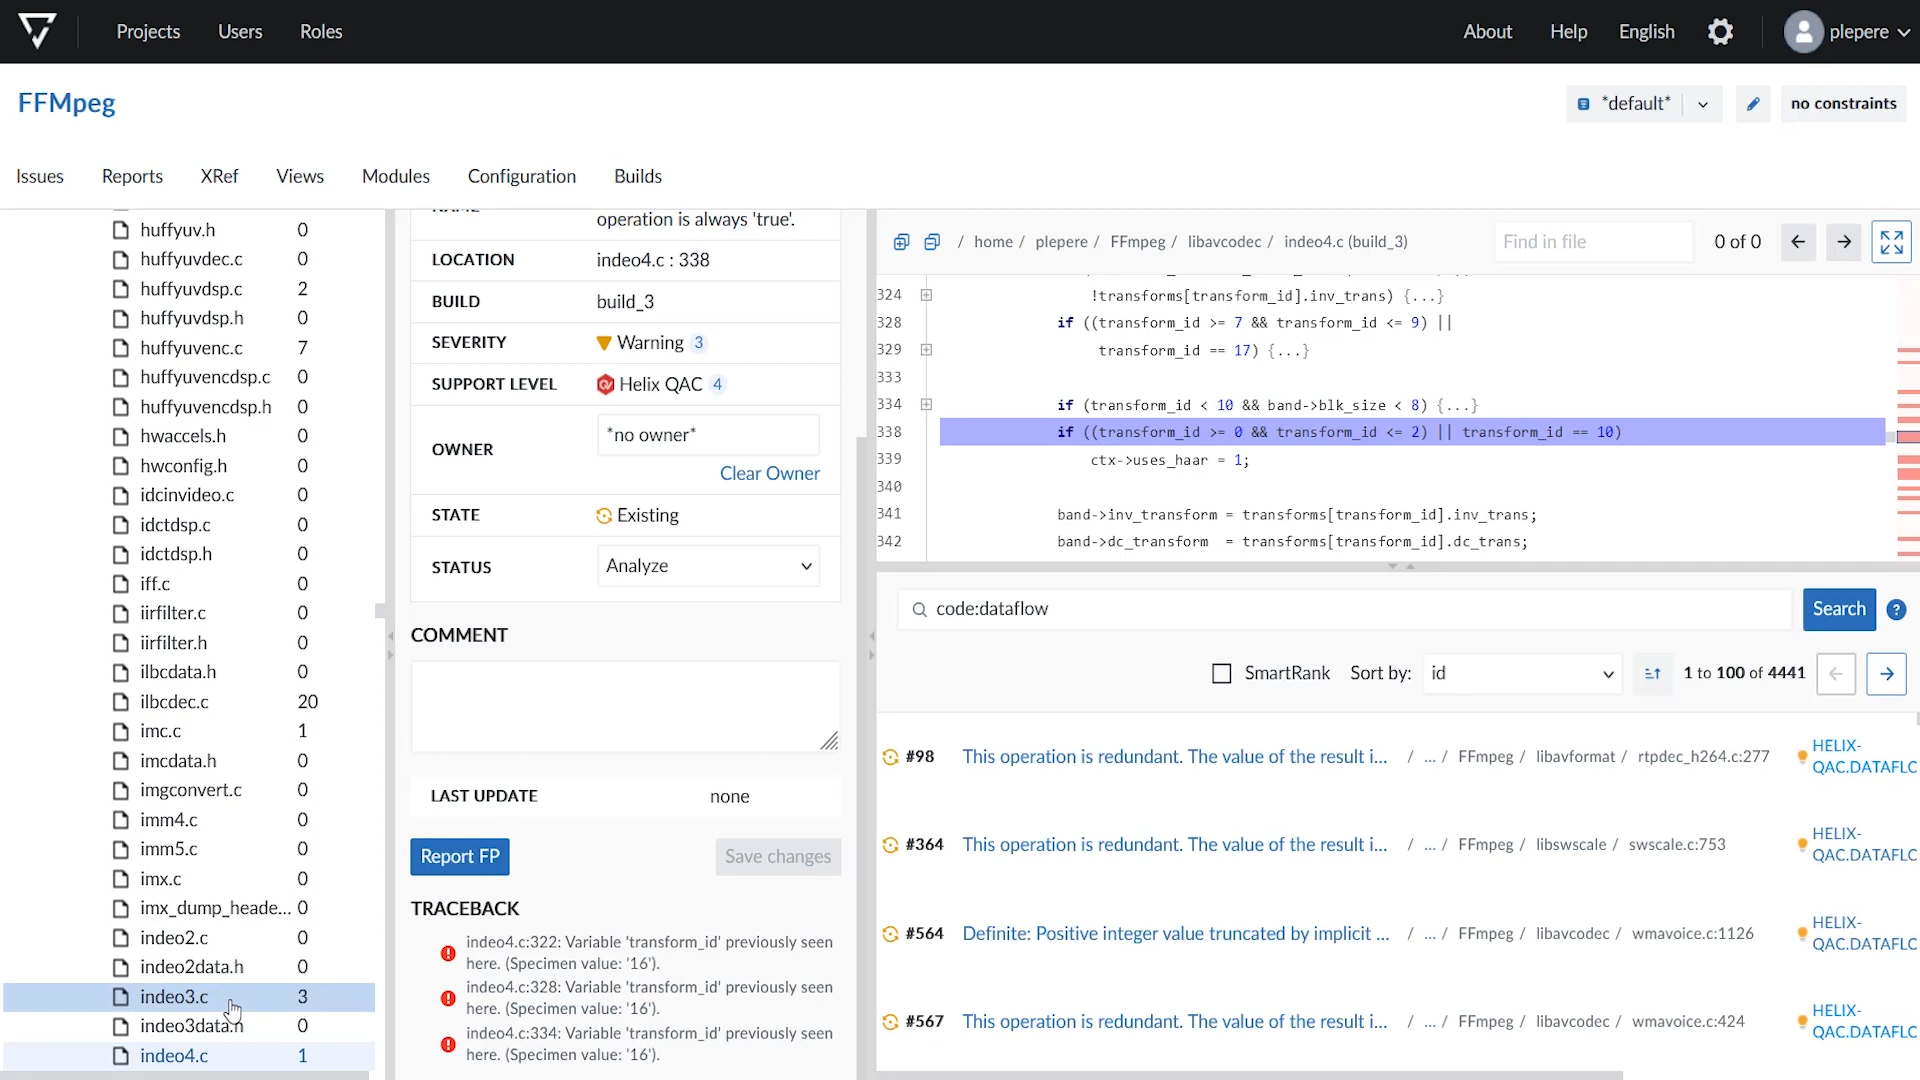 Projects
Users
Roles
About
Help
English
plepere
FFMpeg
*default*
no constraints
Issues
Reports
XRef
Views
Modules
Configuration
Builds
huffyuv.h 0
huffyuvdec.c 0
huffyuvdsp.c 2
huffyuvdsp.h 0
huffyuvenc.c 7
huffyuvencdsp.c 0
huffyuvencdsp.h 0
hwaccels.h 0
hwconfig.h 0
idcinvideo.c 0
idctdsp.c 0
idctdsp.h 0
iff.c 0
iirfilter.c 0
iirfilter.h 0
ilbcdata.h 0
ilbcdec.c 20
imc.c 1
imcdata.h 0
imgconvert.c 0
imm4.c 0
imm5.c 0
imx.c 0
imx_dump_heade... 0
indeo2.c 0
indeo2data.h 0
indeo3.c 3
indeo3data.h 0
indeo4.c 1
operation is always 'true'.
LOCATION indeo4.c : 338
BUILD build_3
SEVERITY Warning 3
SUPPORT LEVEL Helix QAC 4
OWNER *no owner*
Clear Owner
STATE Existing
STATUS Analyze
COMMENT
LAST UPDATE none
Report FP
Save changes
TRACEBACK
indeo4.c:322: Variable 'transform_id' previously seen
here. (Specimen value: '16').
indeo4.c:328: Variable 'transform_id' previously seen
here. (Specimen value: '16').
indeo4.c:334: Variable 'transform_id' previously seen
here. (Specimen value: '16').
/ home / plepere / FFmpeg / libavcodec / indeo4.c (build_3)
Find in file
0 of 0
324 !transforms[transform_id].inv_trans) {...}
328 if ((transform_id >= 7 && transform_id <= 9) ||
329 transform_id == 17) {...}
333
334 if (transform_id < 10 && band->blk_size < 8) {...}
338 if ((transform_id >= 0 && transform_id <= 2) || transform_id == 10)
339 ctx->uses_haar = 1;
340
341 band->inv_transform = transforms[transform_id].inv_trans;
342 band->dc_transform  = transforms[transform_id].dc_trans;
code:dataflow
Search
?
SmartRank
Sort by:
id
1 to 100 of 4441
#98 This operation is redundant. The value of the result i... / ... / FFmpeg / libavformat / rtpdec_h264.c:277 HELIX-
QAC.DATAFLC
#364 This operation is redundant. The value of the result i... / ... / FFmpeg / libswscale / swscale.c:753 HELIX-
QAC.DATAFLC
#564 Definite: Positive integer value truncated by implicit ... / ... / FFmpeg / libavcodec / wmavoice.c:1126 HELIX-
QAC.DATAFLC
#567 This operation is redundant. The value of the result i... / ... / FFmpeg / libavcodec / wmavoice.c:424 HELIX-
QAC.DATAFLC